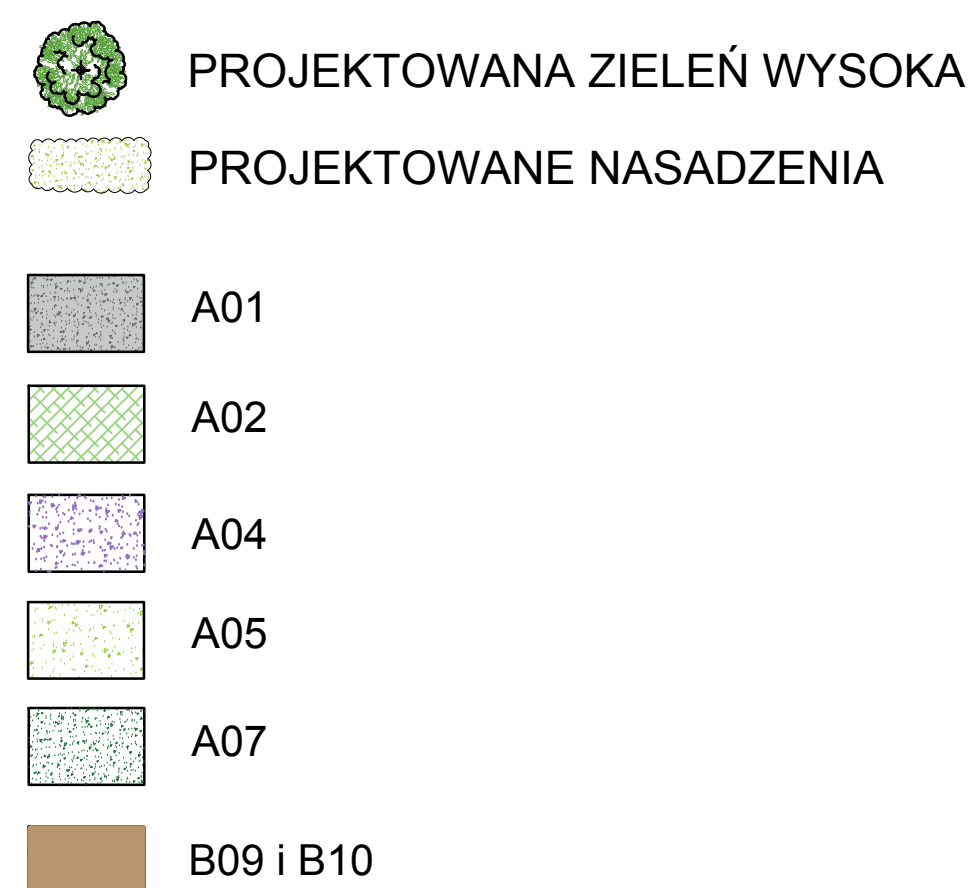 PROJEKTOWANA ZIELEŃ WYSOKA
PROJEKTOWANE NASADZENIA
A01
A02
A04
A05
A07
B09 i B10